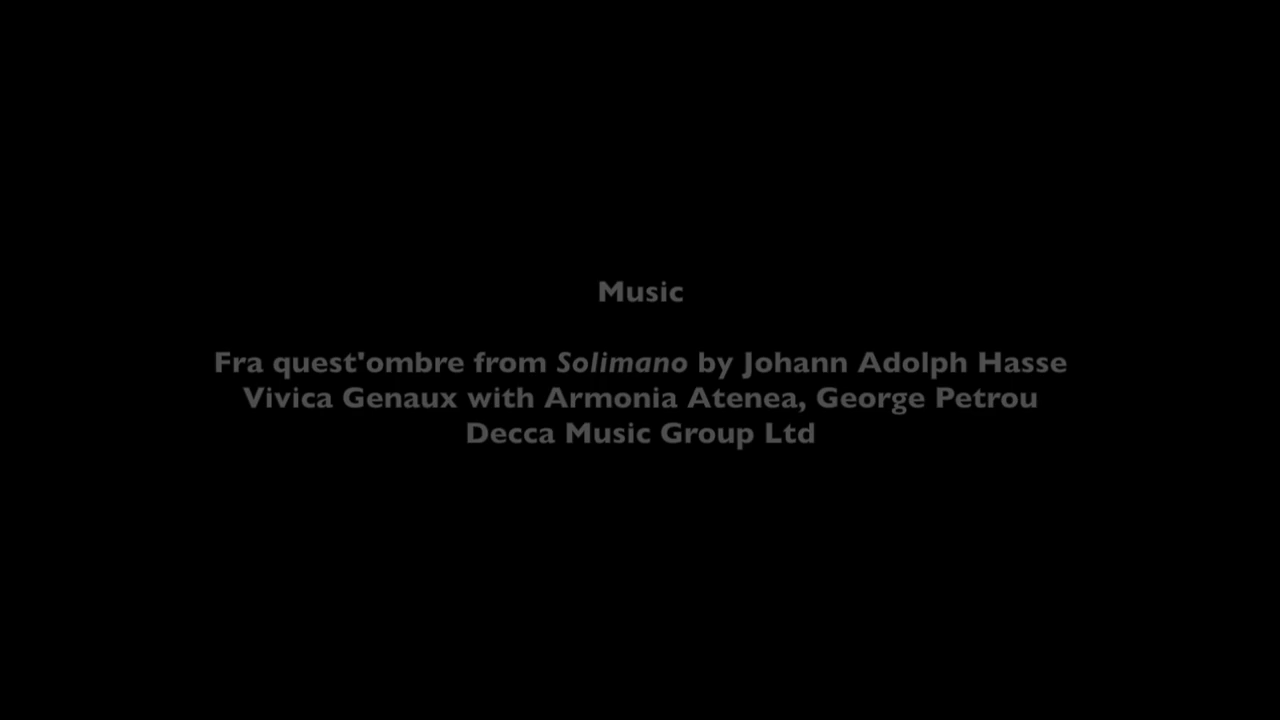 Music
Fra quest'ombre from Solimano by Johann Adolph Hasse
Vivica Genaux with Armonia Atenea, George Petrou
Decca Music Group Ltd